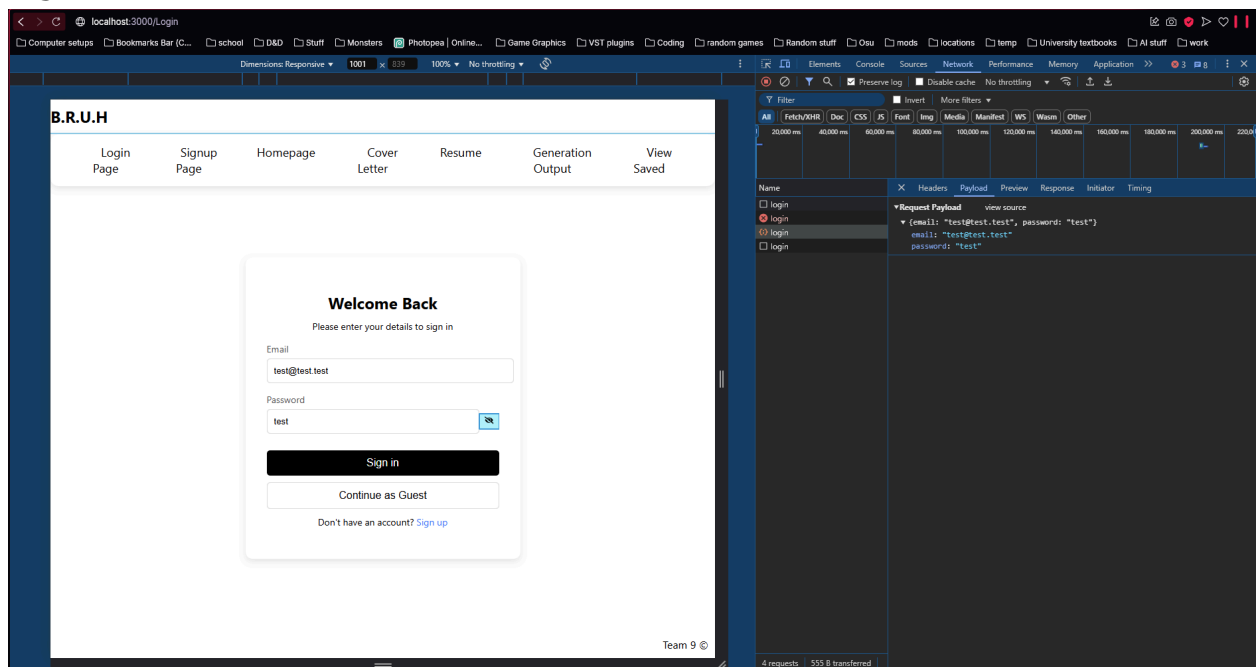 localhost:3000/Login
Computer setups Bookmarks Bar (C... school D&D Stuff Monsters Photopea | Online... Game Graphics VST plugins Coding random games Random stuff Osu mods locations temp University textbooks AI stuff work
Dimensions: Responsive 1001 × 839 100% No throttling
Elements Console Sources Network Performance Memory Application 3 8
Preserve log Disable cache No throttling
Filter Invert More filters
All Fetch/XHR Doc CSS JS Font Img Media Manifest WS Wasm Other
20,000 ms 40,000 ms 60,000 ms 80,000 ms 100,000 ms 120,000 ms 140,000 ms 160,000 ms 180,000 ms 200,000 ms 220,0
B.R.U.H
Login Page
Signup Page
Homepage
Cover Letter
Resume
Generation Output
View Saved
Welcome Back
Please enter your details to sign in
Email
test@test.test
Password
test
Sign in
Continue as Guest
Don't have an account? Sign up
Team 9 ©
Name
login
login
login
login
Headers Payload Preview Response Initiator Timing
Request Payload view source
{email: "test@test.test", password: "test"}
email: "test@test.test"
password: "test"
4 requests 555 B transferred